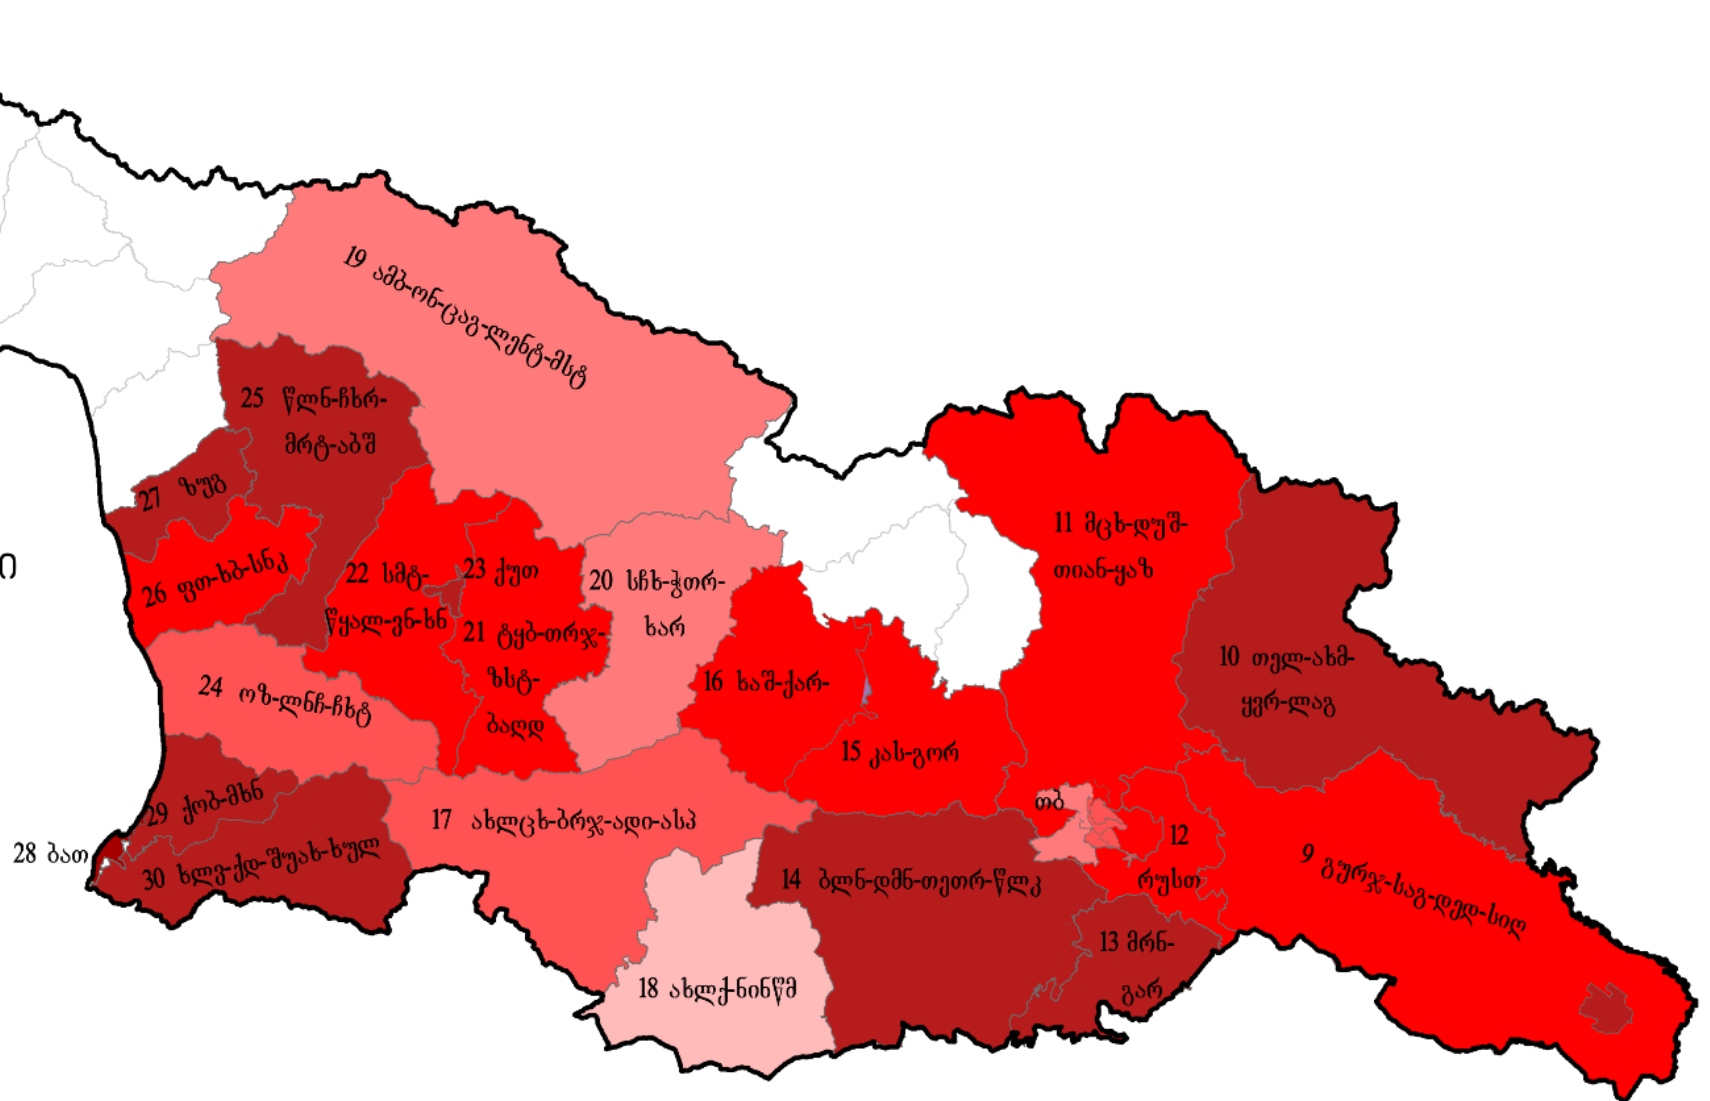 19 ამბ-ონ-ცაგ-ლენტ-მსტ
25 წლნ-ჩხრ-
მრტ-აბშ
27 ზუგ
26 ფთ-ხბ-სნკ
22 სმტ-
წყალ-ვნ-ხნ
23 ქუთ
21 ტყბ-თრჯ-
ზსტ-
ბაღდ
20 სჩხ-ჭთრ-
ხარ
24 ოზ-ლნჩ-ჩხტ
16 ხაშ-ქარ-
15 კას-გორ
11 მცხ-დუშ-
თიან-ყაზ
10 თელ-ახმ-
ყვრ-ლაგ
29 ქობ-მხნ
28 ბათ
30 ხლვ-ქდ-შუახ-ხულ
17 ახლცხ-ბრჯ-ადი-ასპ
18 ახლქ-ნინწმ
14 ბლნ-დმნ-თეთრ-წლკ
თბ
12
რუსთ
13 მრნ-
გარ
9 გურჯ-საგ-დედ-სიღ